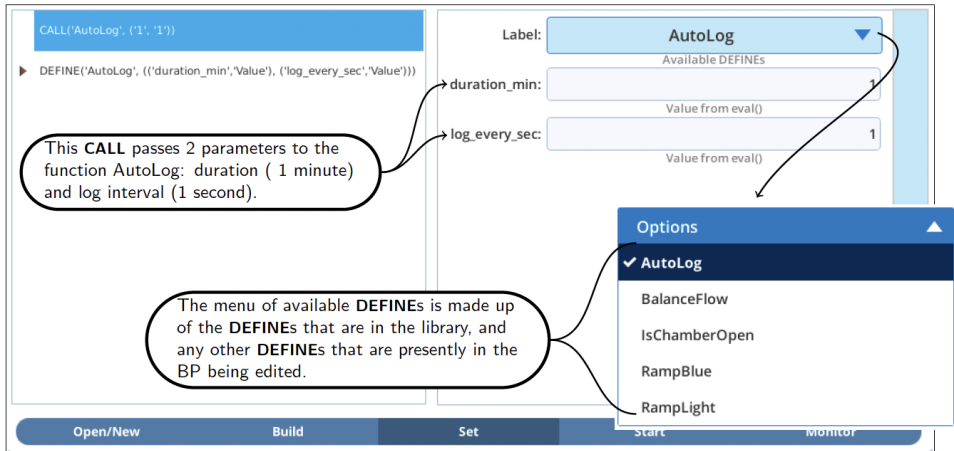 CALL('AutoLog', ('1', '1'))
DEFINE('AutoLog', (('duration_min','Value'), ('log_every_sec','Value')))
This CALL passes 2 parameters to the
function AutoLog: duration ( 1 minute)
and log interval (1 second).
Label:
AutoLog
Available DEFINEs
duration_min:
1
Value from eval()
log_every_sec:
1
Value from eval()
The menu of available DEFINEs is made up
of the DEFINEs that are in the library, and
any other DEFINEs that are presently in the
BP being edited.
Options
AutoLog
BalanceFlow
IsChamberOpen
RampBlue
RampLight
Open/New
Build
Set
Start
Monitor